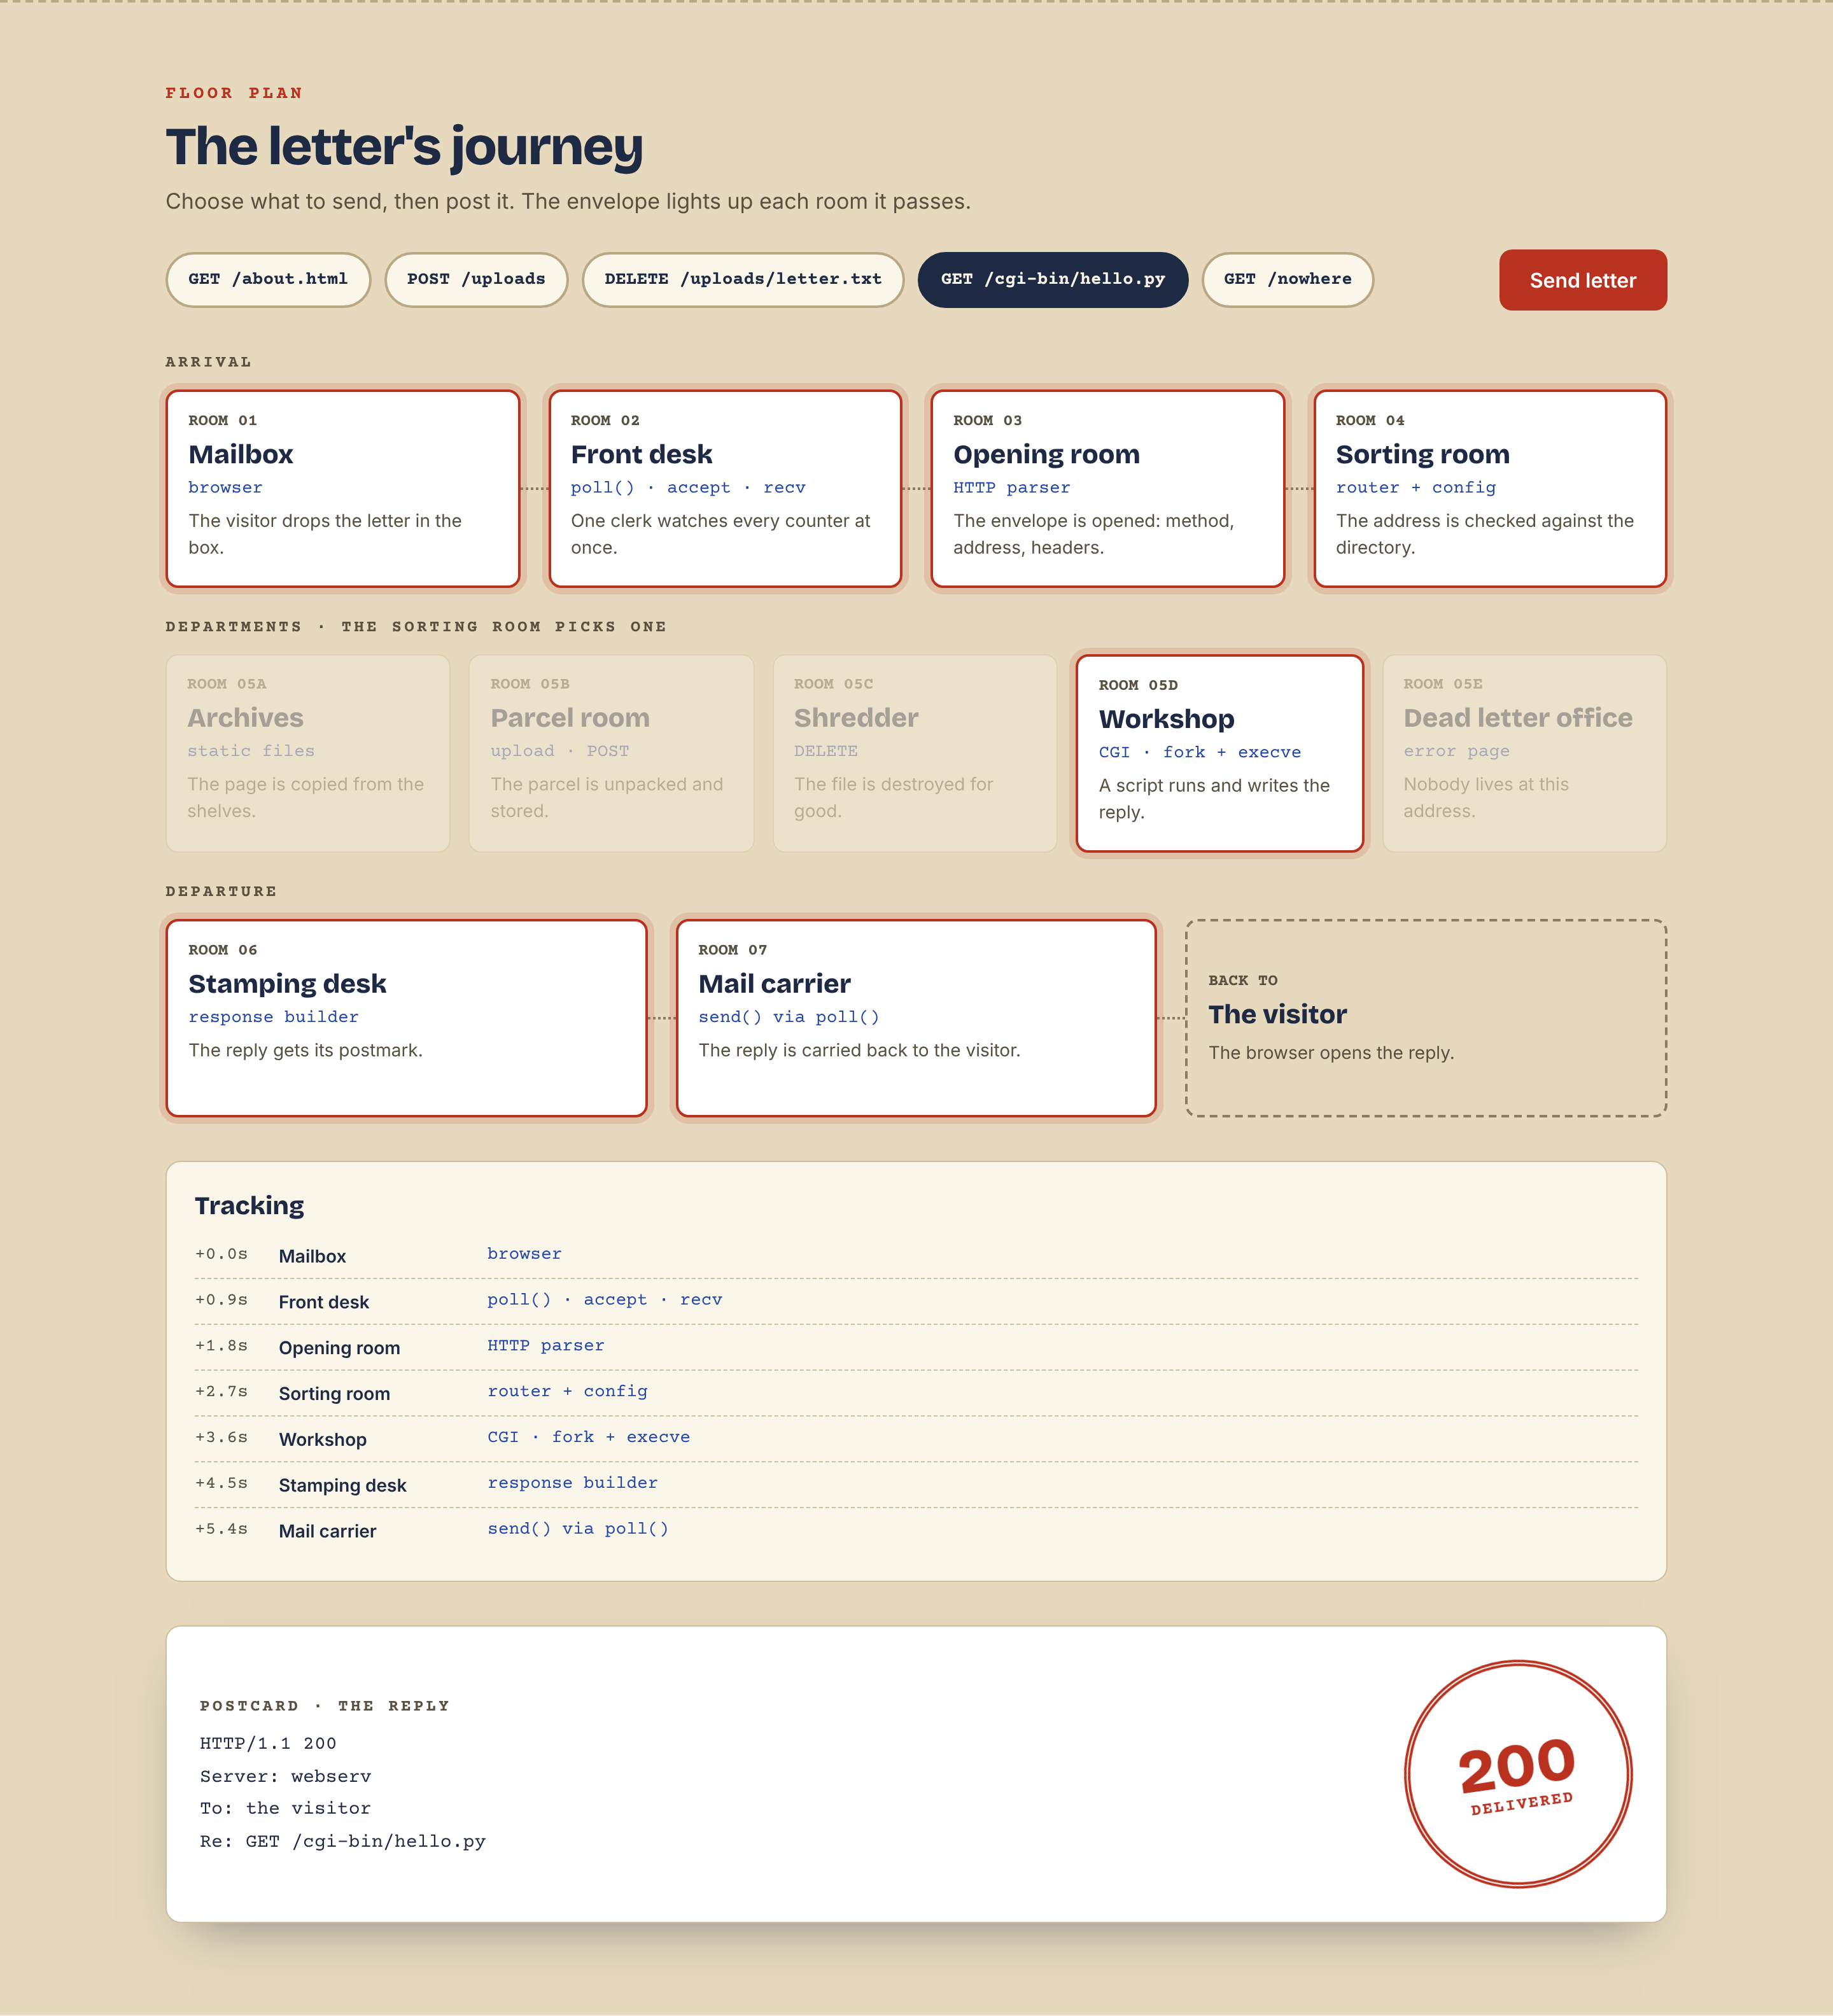 FLOOR PLAN
The letter's journey
Choose what to send, then post it. The envelope lights up each room it passes.
GET /about.html
POST /uploads
DELETE /uploads/letter.txt
GET /cgi-bin/hello.py
GET /nowhere
Send letter
ARRIVAL
ROOM 01
Mailbox
browser
The visitor drops the letter in the
box.
ROOM 02
Front desk
poll() · accept · recv
One clerk watches every counter at
once.
ROOM 03
Opening room
HTTP parser
The envelope is opened: method,
address, headers.
ROOM 04
Sorting room
router + config
The address is checked against the
directory.
DEPARTMENTS · THE SORTING ROOM PICKS ONE
ROOM 05A
Archives
static files
The page is copied from the
shelves.
ROOM 05B
Parcel room
upload · POST
The parcel is unpacked and
stored.
ROOM 05C
Shredder
DELETE
The file is destroyed for
good.
ROOM 05D
Workshop
CGI · fork + execve
A script runs and writes the
reply.
ROOM 05E
Dead letter office
error page
Nobody lives at this
address.
DEPARTURE
ROOM 06
Stamping desk
response builder
The reply gets its postmark.
ROOM 07
Mail carrier
send() via poll()
The reply is carried back to the visitor.
BACK TO
The visitor
The browser opens the reply.
Tracking
+0.0s Mailbox browser
+0.9s Front desk poll() · accept · recv
+1.8s Opening room HTTP parser
+2.7s Sorting room router + config
+3.6s Workshop CGI · fork + execve
+4.5s Stamping desk response builder
+5.4s Mail carrier send() via poll()
POSTCARD · THE REPLY
HTTP/1.1 200
Server: webserv
To: the visitor
Re: GET /cgi-bin/hello.py
200
DELIVERED